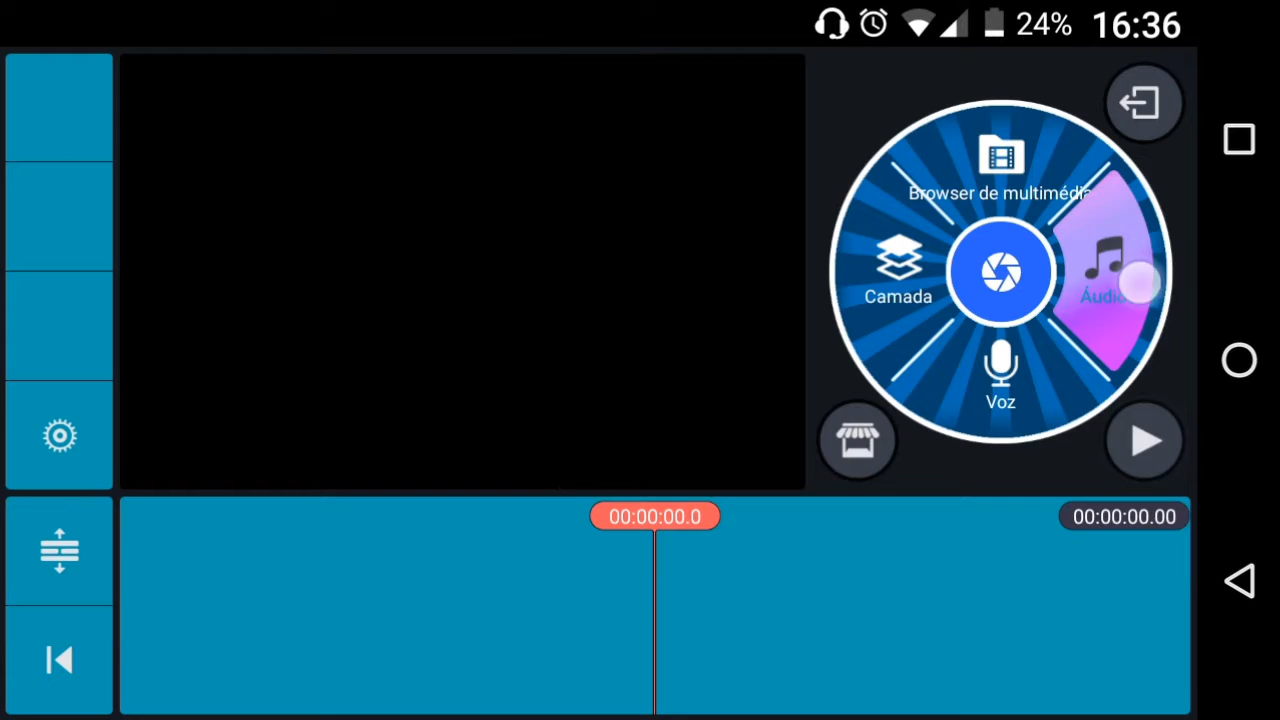 24% 16:36
Browser de multimédia
Camada
Áudio
Voz
00:00:00.0
00:00:00.00